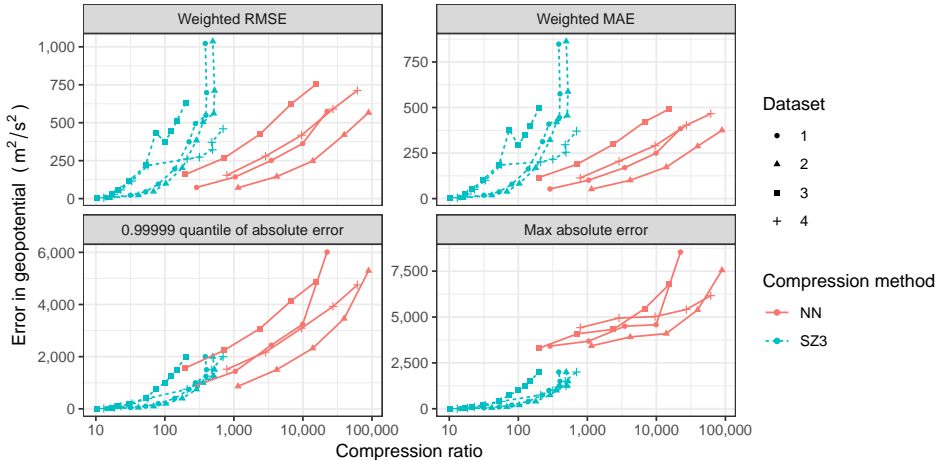 Weighted RMSE
Weighted MAE
1,000
750
500
250
0
750
500
250
0
0.99999 quantile of absolute error
Max absolute error
6,000
4,000
2,000
0
7,500
5,000
2,500
0
10 100 1,000 10,000 100,000
10 100 1,000 10,000 100,000
Compression ratio
Error in geopotential (m²/s²)
Dataset
1
2
3
4
Compression method
NN
SZ3